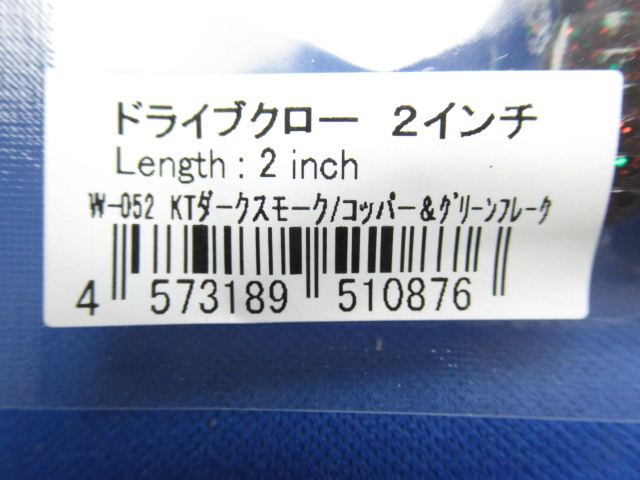 ドライブクロー　２インチ
Length : 2 inch
W-052 KTダークスモーク/コッパー&グリーンフレーク
4 573189 510876